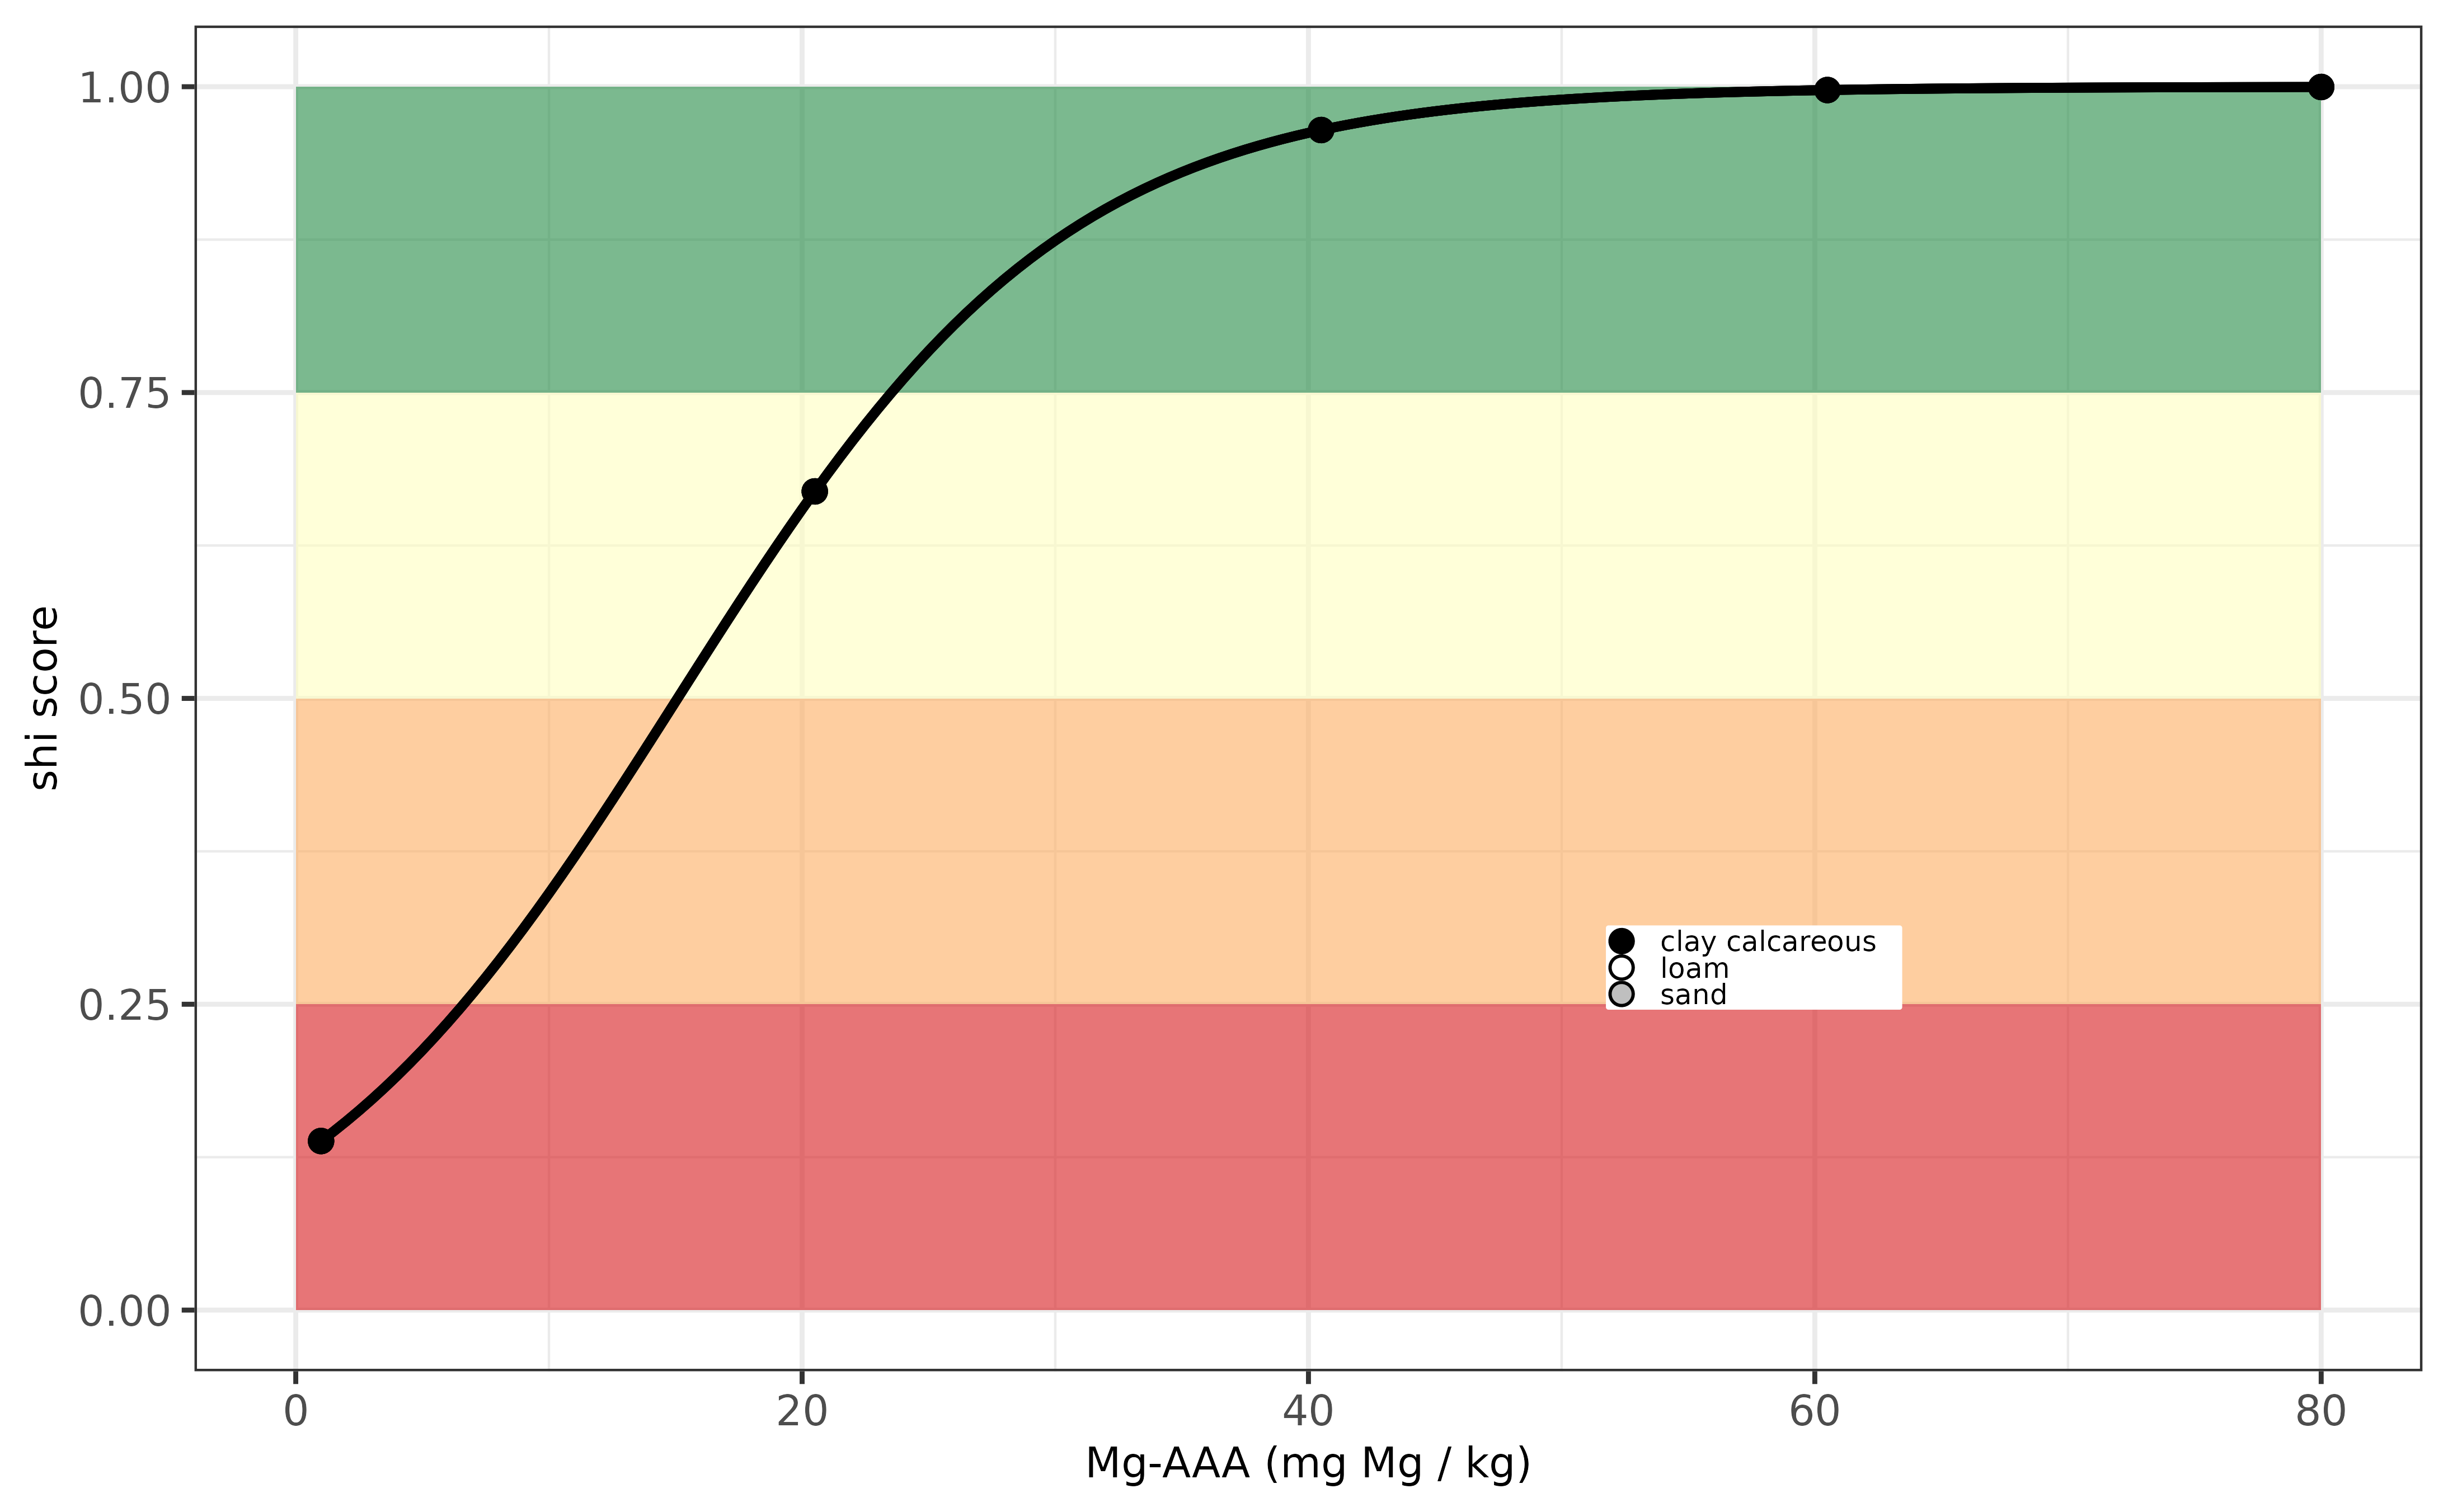 1.00
0.75
0.50
0.25
0.00
shi score
clay calcareous
loam
sand
0 20 40 60 80
Mg-AAA (mg Mg / kg)